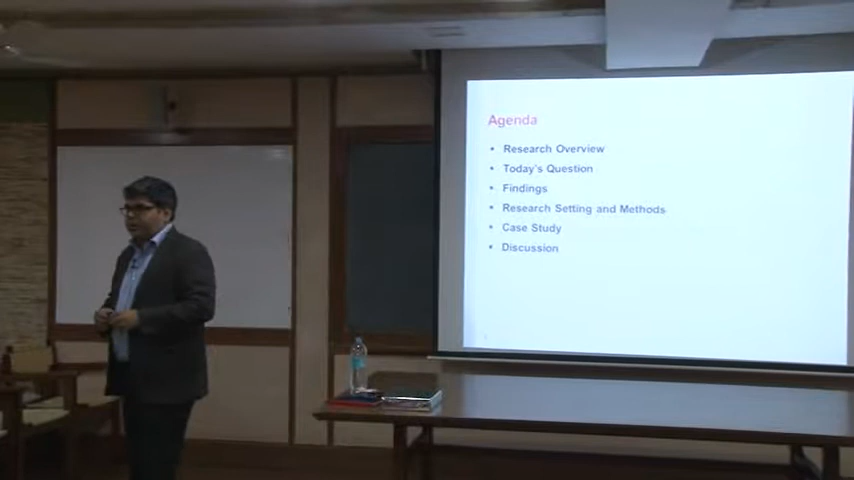 Agenda
• Research Overview
• Today's Question
• Findings
• Research Setting and Methods
• Case Study
• Discussion